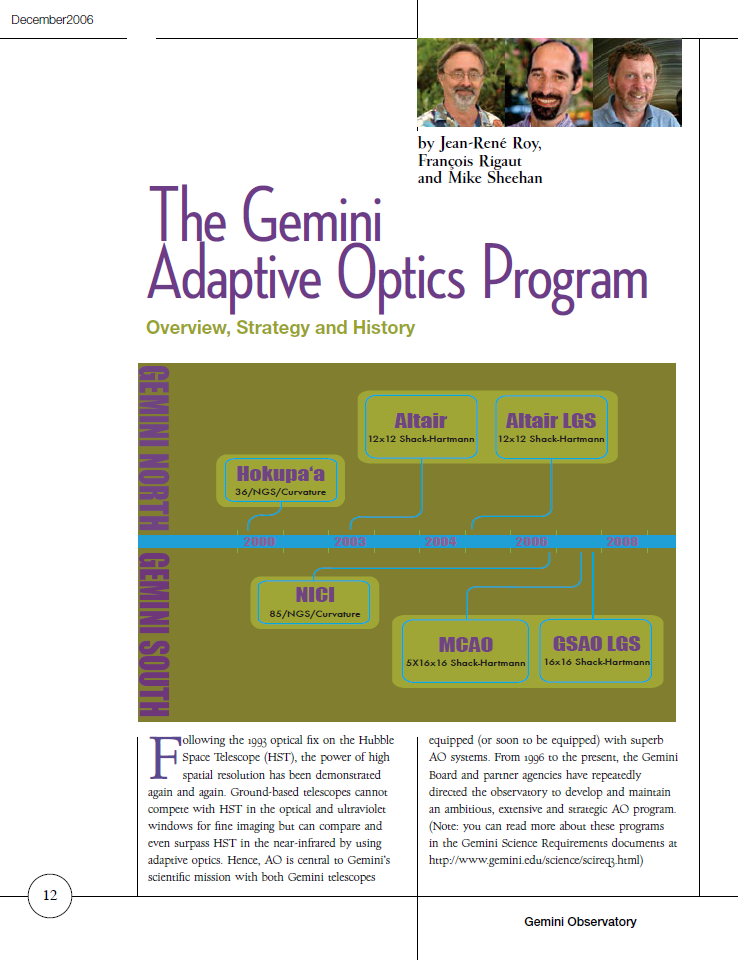 December2006
by Jean-René Roy,
François Rigaut
and Mike Sheehan
The Gemini
Adaptive Optics Program
Overview, Strategy and History
GEMINI NORTH
Altair
12x12 Shack-Hartmann
Altair LGS
12x12 Shack-Hartmann
Hokupa‘a
36/NGS/Curvature
2000 2003 2004 2006 2008
GEMINI SOUTH
NICI
85/NGS/Curvature
MCAO
5X16x16 Shack-Hartmann
GSAO LGS
16x16 Shack-Hartmann
Following the 1993 optical fix on the Hubble
Space Telescope (HST), the power of high
spatial resolution has been demonstrated
again and again. Ground-based telescopes cannot
compete with HST in the optical and ultraviolet
windows for fine imaging but can compare and
even surpass HST in the near-infrared by using
adaptive optics. Hence, AO is central to Gemini's
scientific mission with both Gemini telescopes
equipped (or soon to be equipped) with superb
AO systems. From 1996 to the present, the Gemini
Board and partner agencies have repeatedly
directed the observatory to develop and maintain
an ambitious, extensive and strategic AO program.
(Note: you can read more about these programs
in the Gemini Science Requirements documents at
http://www.gemini.edu/science/scireq3.html)
12
Gemini Observatory